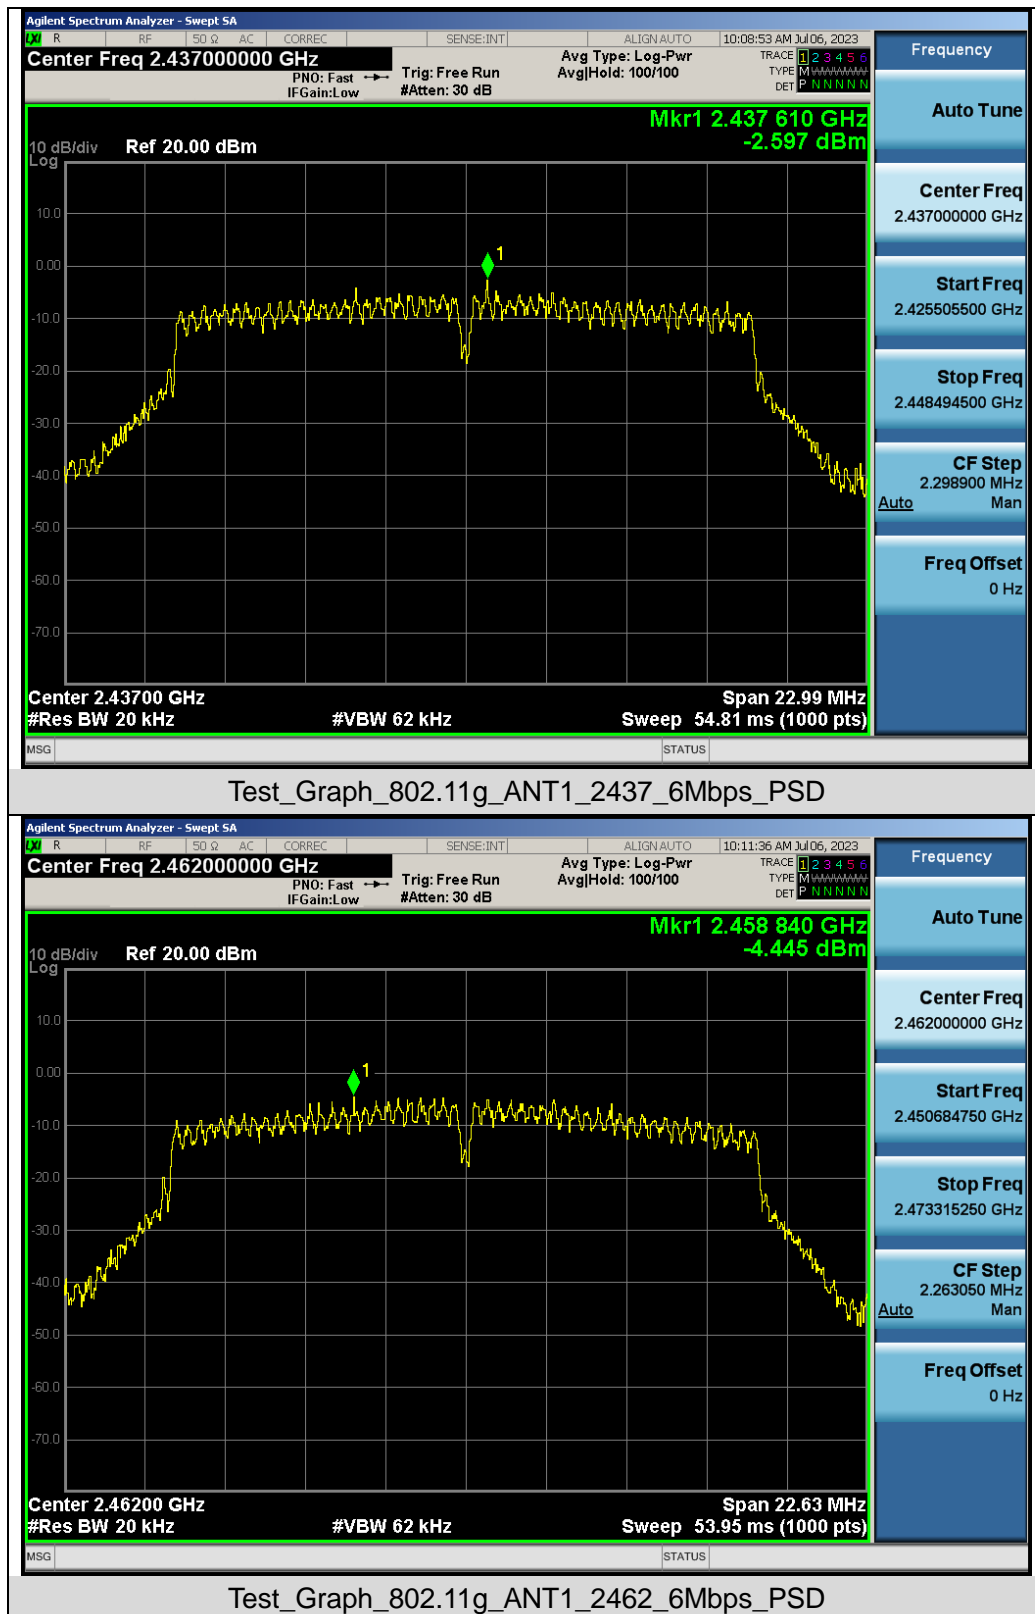 Agilent Spectrum Analyzer - Swept SA
LXI R RF 50 Ω AC CORREC SENSE:INT ALIGN AUTO 10:08:53 AM Jul 06, 2023
Center Freq 2.437000000 GHz
PNO: Fast
IFGain:Low
Trig: Free Run
#Atten: 30 dB
Avg Type: Log-Pwr
Avg|Hold: 100/100
TRACE 1 2 3 4 5 6
TYPE M WWWWW
DET P N N N N N
Mkr1 2.437 610 GHz
-2.597 dBm
10 dB/div Ref 20.00 dBm
Log
10.0
0.00
-10.0
-20.0
-30.0
-40.0
-50.0
-60.0
-70.0
1
Center 2.43700 GHz Span 22.99 MHz
#Res BW 20 kHz #VBW 62 kHz Sweep 54.81 ms (1000 pts)
MSG STATUS
Frequency
Auto Tune
Center Freq
2.437000000 GHz
Start Freq
2.425505500 GHz
Stop Freq
2.448494500 GHz
CF Step
2.298900 MHz
Auto Man
Freq Offset
0 Hz
Test_Graph_802.11g_ANT1_2437_6Mbps_PSD
Agilent Spectrum Analyzer - Swept SA
LXI R RF 50 Ω AC CORREC SENSE:INT ALIGN AUTO 10:11:36 AM Jul 06, 2023
Center Freq 2.462000000 GHz
PNO: Fast
IFGain:Low
Trig: Free Run
#Atten: 30 dB
Avg Type: Log-Pwr
Avg|Hold: 100/100
TRACE 1 2 3 4 5 6
TYPE M WWWWW
DET P N N N N N
Mkr1 2.458 840 GHz
-4.445 dBm
10 dB/div Ref 20.00 dBm
Log
10.0
0.00
-10.0
-20.0
-30.0
-40.0
-50.0
-60.0
-70.0
1
Center 2.46200 GHz Span 22.63 MHz
#Res BW 20 kHz #VBW 62 kHz Sweep 53.95 ms (1000 pts)
MSG STATUS
Frequency
Auto Tune
Center Freq
2.462000000 GHz
Start Freq
2.450684750 GHz
Stop Freq
2.473315250 GHz
CF Step
2.263050 MHz
Auto Man
Freq Offset
0 Hz
Test_Graph_802.11g_ANT1_2462_6Mbps_PSD